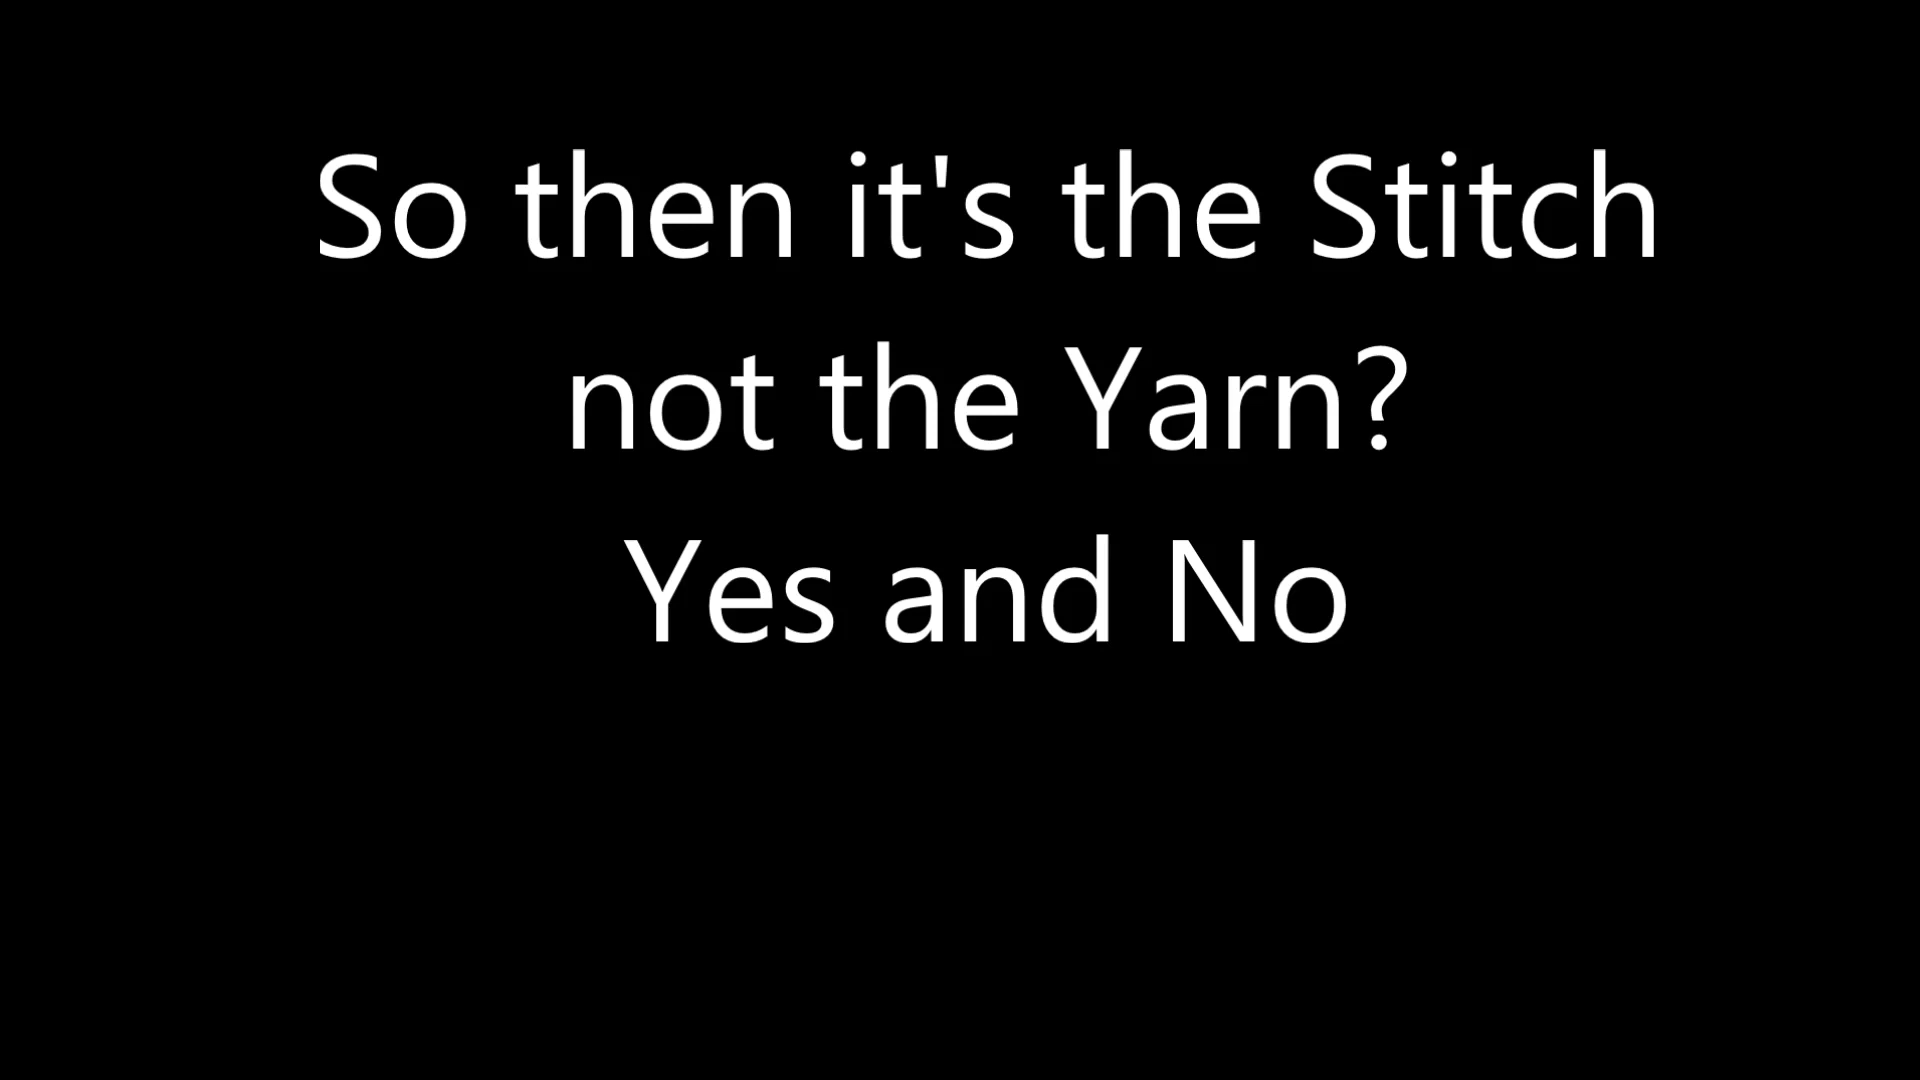 So then it's the Stitch
not the Yarn?
Yes and No